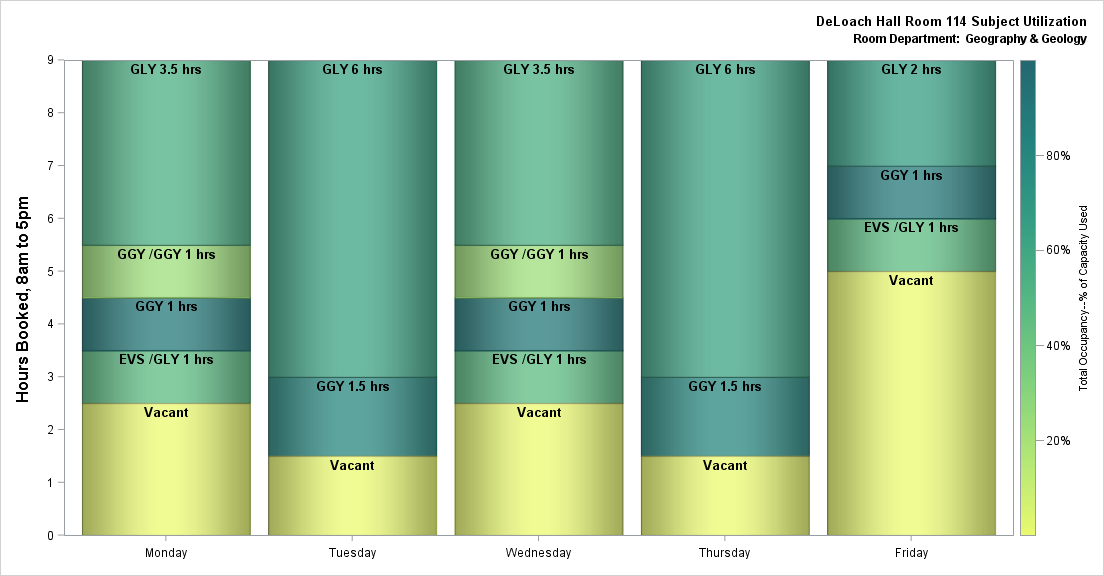 DeLoach Hall Room 114 Subject Utilization
Room Department: Geography & Geology
Hours Booked, 8am to 5pm
9
8
7
6
5
4
3
2
1
0
GLY 3.5 hrs
GGY /GGY 1 hrs
GGY 1 hrs
EVS /GLY 1 hrs
Vacant
GLY 6 hrs
GGY 1.5 hrs
Vacant
GLY 3.5 hrs
GGY /GGY 1 hrs
GGY 1 hrs
EVS /GLY 1 hrs
Vacant
GLY 6 hrs
GGY 1.5 hrs
Vacant
GLY 2 hrs
GGY 1 hrs
EVS /GLY 1 hrs
Vacant
Monday Tuesday Wednesday Thursday Friday
80%
60%
40%
20%
Total Occupancy--% of Capacity Used